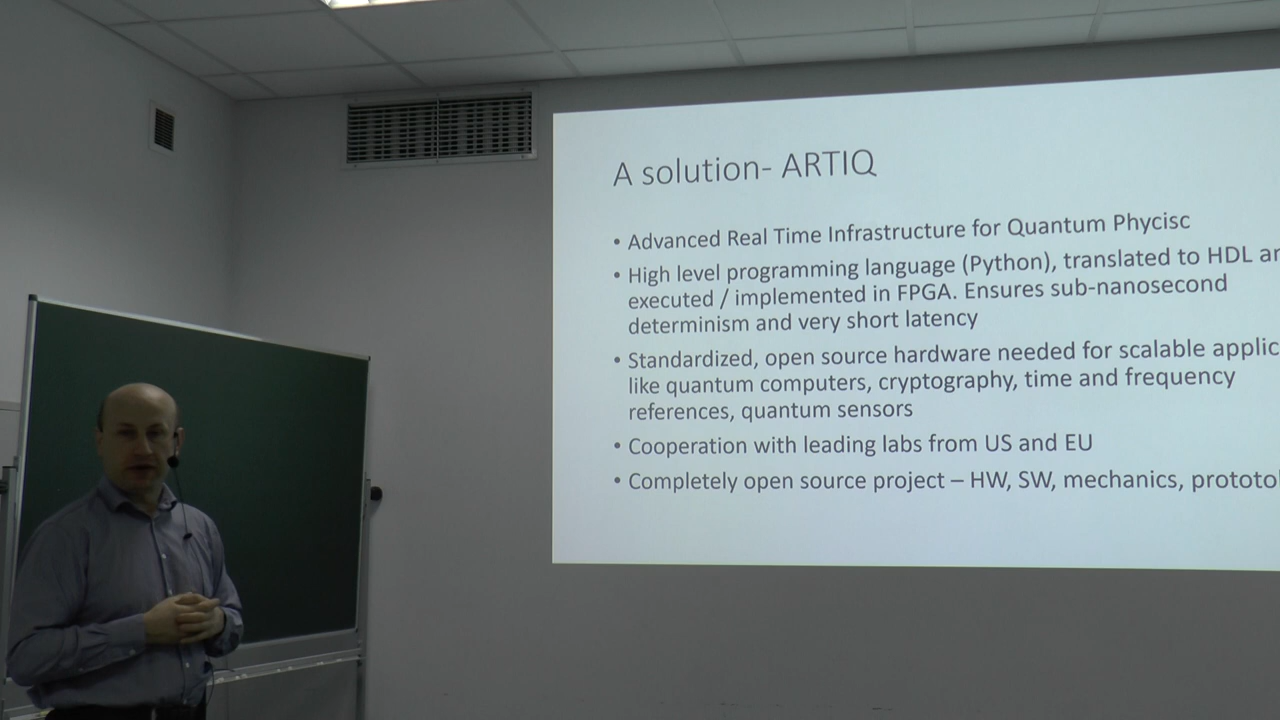 A solution- ARTIQ
• Advanced Real Time Infrastructure for Quantum Phycisc
• High level programming language (Python), translated to HDL
executed / implemented in FPGA. Ensures sub-nanosecond
determinism and very short latency
• Standardized, open source hardware needed for scalable
like quantum computers, cryptography, time and frequency
references, quantum sensors
• Cooperation with leading labs from US and EU
• Completely open source project – HW, SW, mechanics,